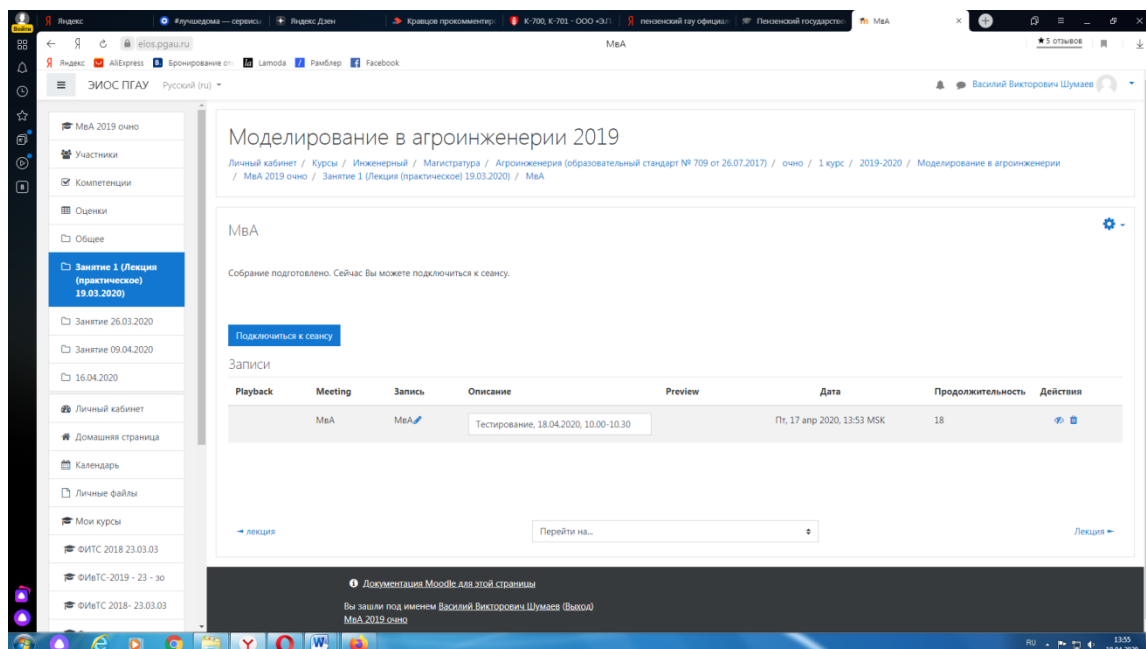 Яндекс
#лучшедома — сервисы
Яндекс Дзен
Кравцов прокомментир
К-700, К-701 - ООО «Э.П
пензенский гау официал
Пензенский государстве
МвА
Войти
eios.pgau.ru
МвА
★5 отзывов
Яндекс AliExpress Бронирование от Lamoda Рамблер Facebook
ЭИОС ПГАУ Русский (ru)
Василий Викторович Шумаев
МвА 2019 очно
Участники
Компетенции
Оценки
Общее
Занятие 1 (Лекция
(практическое)
19.03.2020)
Занятие 26.03.2020
Занятие 09.04.2020
16.04.2020
Личный кабинет
Домашняя страница
Календарь
Личные файлы
Мои курсы
ФИТС 2018 23.03.03
ФИвТС-2019 - 23 - зо
ФИвТС 2018- 23.03.03
Моделирование в агроинженерии 2019
Личный кабинет / Курсы / Инженерный / Магистратура / Агроинженерия (образовательный стандарт № 709 от 26.07.2017) / очно / 1 курс / 2019-2020 / Моделирование в агроинженерии
/ МвА 2019 очно / Занятие 1 (Лекция (практическое) 19.03.2020) / МвА
МвА
Собрание подготовлено. Сейчас Вы можете подключиться к сеансу.
Подключиться к сеансу
Записи
Playback Meeting Запись Описание Preview Дата Продолжительность Действия
МвА МвА Тестирование, 18.04.2020, 10.00-10.30 Пт, 17 апр 2020, 13:53 MSK 18
◄ лекция
Перейти на...
Лекция ►
Документация Moodle для этой страницы
Вы зашли под именем Василий Викторович Шумаев (Выход)
МвА 2019 очно
RU
13:55